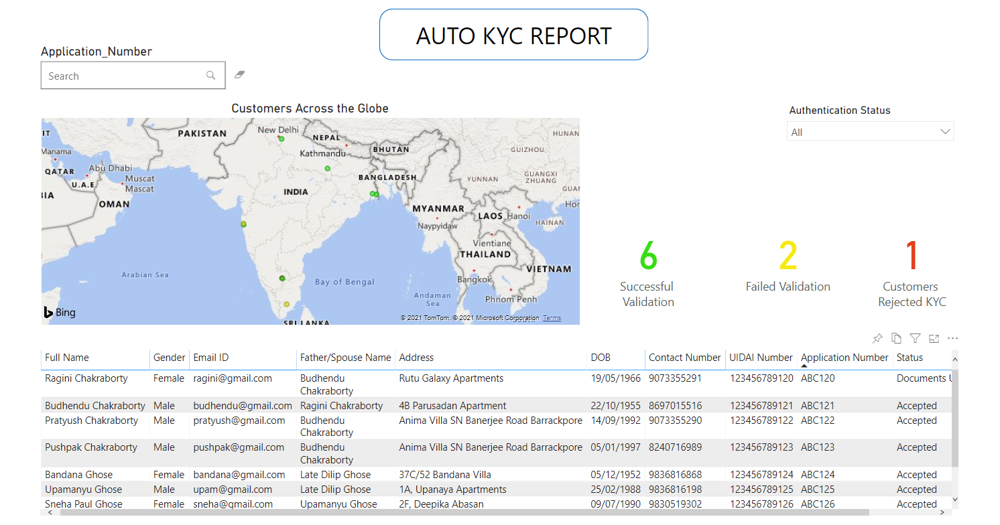 AUTO KYC REPORT
Application_Number
Search
Customers Across the Globe
Authentication Status
All
IT
PAKISTAN
New Delhi
NEPAL
HUNAN
Manama
Kathmandu
BHUTAN
GUIZHOU
QATAR
Abu Dhabi
Muscat
Mascat
U.A.E.
BANGLADESH
YUNNAN
GUANGXI
ZHUANG
GUAN
IA
OMAN
INDIA
MYANMAR
LAOS
Hanoi
Hon
HAINAN
Naypyidaw
Vientiane
THAILAND
VIETNAM
Arabian Sea
Bay of Bengal
Bangkok
Andaman
Sea
Phnom Penh
Bing
SRI LANKA
© 2021 TomTom, © 2021 Microsoft Corporation Terms
6
Successful
Validation
2
Failed Validation
1
Customers
Rejected KYC
Full Name Gender Email ID Father/Spouse Name Address DOB Contact Number UIDAI Number Application Number Status
Ragini Chakraborty Female ragini@gmail.com Budhendu Rutu Galaxy Apartments 19/05/1966 9073355291 123456789120 ABC120 Documents U
Chakraborty
Budhendu Chakraborty Male budhendu@gmail.com Ragini Chakraborty 4B Parusadan Apartment 22/10/1955 8697015516 123456789121 ABC121 Accepted
Pratyush Chakraborty Male pratyush@gmail.com Budhendu Anima Villa SN Banerjee Road Barrackpore 14/09/1992 9073355290 123456789122 ABC122 Accepted
Chakraborty
Pushpak Chakraborty Male pushpak@gmail.com Budhendu Anima Villa SN Banerjee Road Barrackpore 05/01/1997 8240716989 123456789123 ABC123 Accepted
Chakraborty
Bandana Ghose Female bandana@gmail.com Late Dilip Ghose 37C/52 Bandana Villa 05/12/1952 9836816868 123456789124 ABC124 Accepted
Upamanyu Ghose Male upam@gmail.com Late Dilip Ghose 1A, Upanaya Apartments 25/02/1988 9836816198 123456789125 ABC125 Accepted
Sneha Paul Ghose Female sneha@gmail.com Upamanyu Ghose 2F, Deepika Abasan 09/07/1990 9830519302 123456789126 ABC126 Accepted